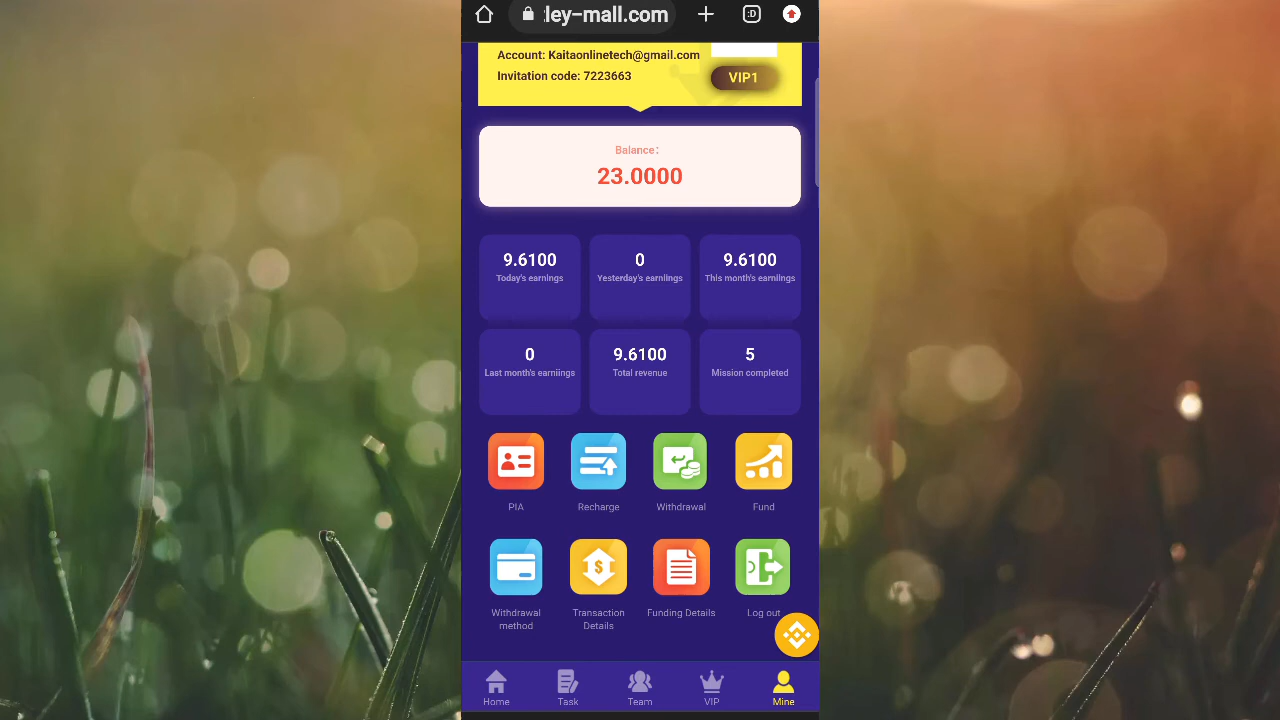 ley-mall.com
:D
Account: Kaitaonlinetech@gmail.com
Invitation code: 7223663
VIP1
Balance:
23.0000
9.6100
0
9.6100
Today's earnings
Yesterday's earnings
This month's earniings
0
9.6100
5
Last month's earniings
Total revenue
Mission completed
PIA
Recharge
Withdrawal
Fund
$
Withdrawal
method
Transaction
Details
Funding Details
Log out
Home
Task
Team
VIP
Mine